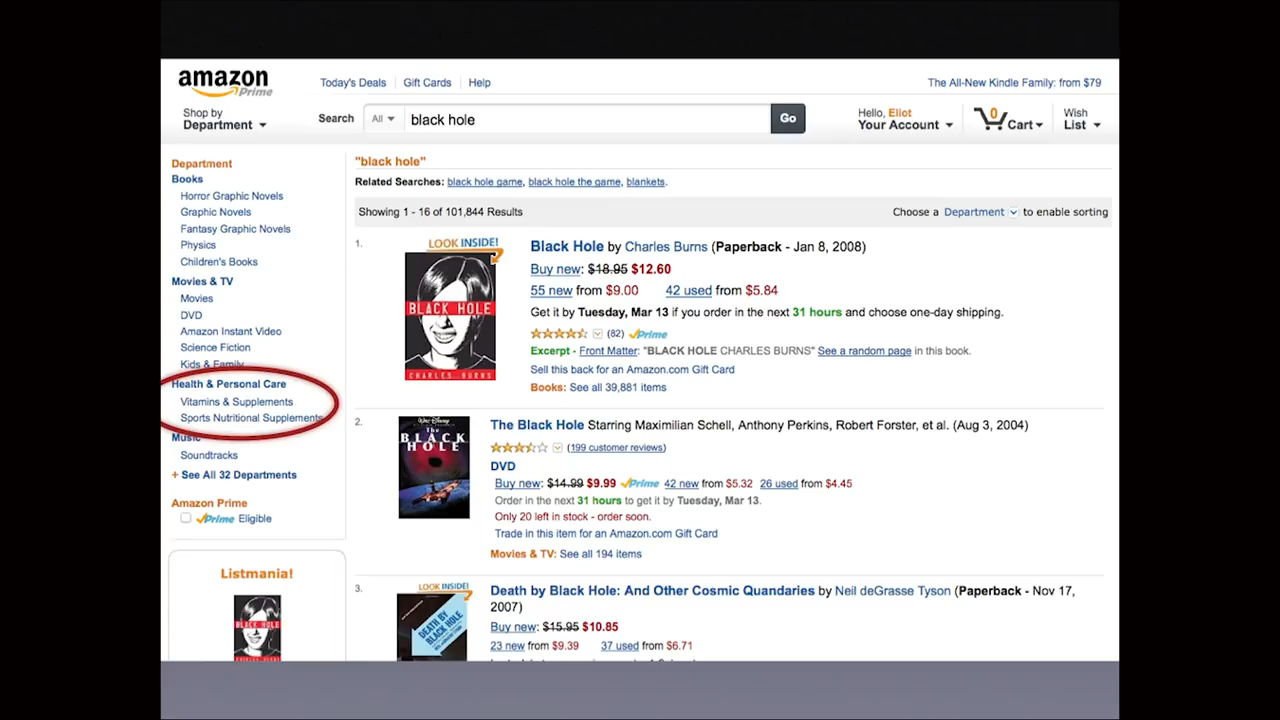 amazon
Prime
Today's Deals
Gift Cards
Help
The All-New Kindle Family: from $79
Shop by
Department
Search
All
black hole
Go
Hello, Eliot
Your Account
0
Cart
Wish
List
Department
Books
Horror Graphic Novels
Graphic Novels
Fantasy Graphic Novels
Physics
Children's Books
Movies & TV
Movies
DVD
Amazon Instant Video
Science Fiction
Kids & Family
Health & Personal Care
Vitamins & Supplements
Sports Nutritional Supplements
Music
Soundtracks
+ See All 32 Departments
Amazon Prime
Prime Eligible
Listmania!
BLACK HOLE
"black hole"
Related Searches: black hole game, black hole the game, blankets.
Showing 1 - 16 of 101,844 Results
Choose a Department to enable sorting
1.
LOOK INSIDE!
BLACK HOLE
CHARLES BURNS
Black Hole by Charles Burns (Paperback - Jan 8, 2008)
Buy new: $18.95 $12.60
55 new from $9.00 42 used from $5.84
Get it by Tuesday, Mar 13 if you order in the next 31 hours and choose one-day shipping.
(82) Prime
Excerpt - Front Matter: "BLACK HOLE CHARLES BURNS" See a random page in this book.
Sell this back for an Amazon.com Gift Card
Books: See all 39,881 items
2.
Walt Disney
The
BLACK
HOLE
The Black Hole Starring Maximilian Schell, Anthony Perkins, Robert Forster, et al. (Aug 3, 2004)
(199 customer reviews)
DVD
Buy new: $14.99 $9.99 Prime 42 new from $5.32 26 used from $4.45
Order in the next 31 hours to get it by Tuesday, Mar 13.
Only 20 left in stock - order soon.
Trade in this item for an Amazon.com Gift Card
Movies & TV: See all 194 items
3.
LOOK INSIDE!
DEATH BY
BLACK HOLE
Death by Black Hole: And Other Cosmic Quandaries by Neil deGrasse Tyson (Paperback - Nov 17,
2007)
Buy new: $15.95 $10.85
23 new from $9.39 37 used from $6.71